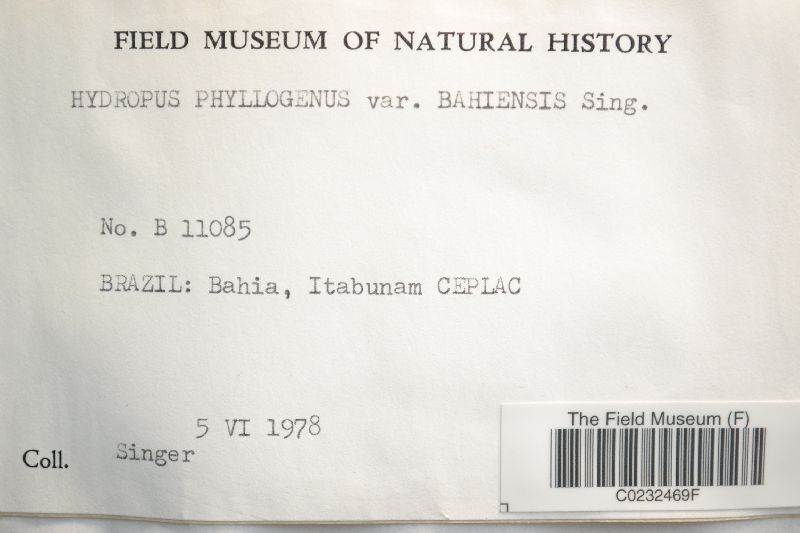 FIELD MUSEUM OF NATURAL HISTORY
HYDROPUS PHYLLOGENUS var. BAHIENSIS Sing.
No. B 11085
BRAZIL: Bahia, Itabunam CEPLAC
5 VI 1978
Coll. Singer
The Field Museum (F)
C0232469F